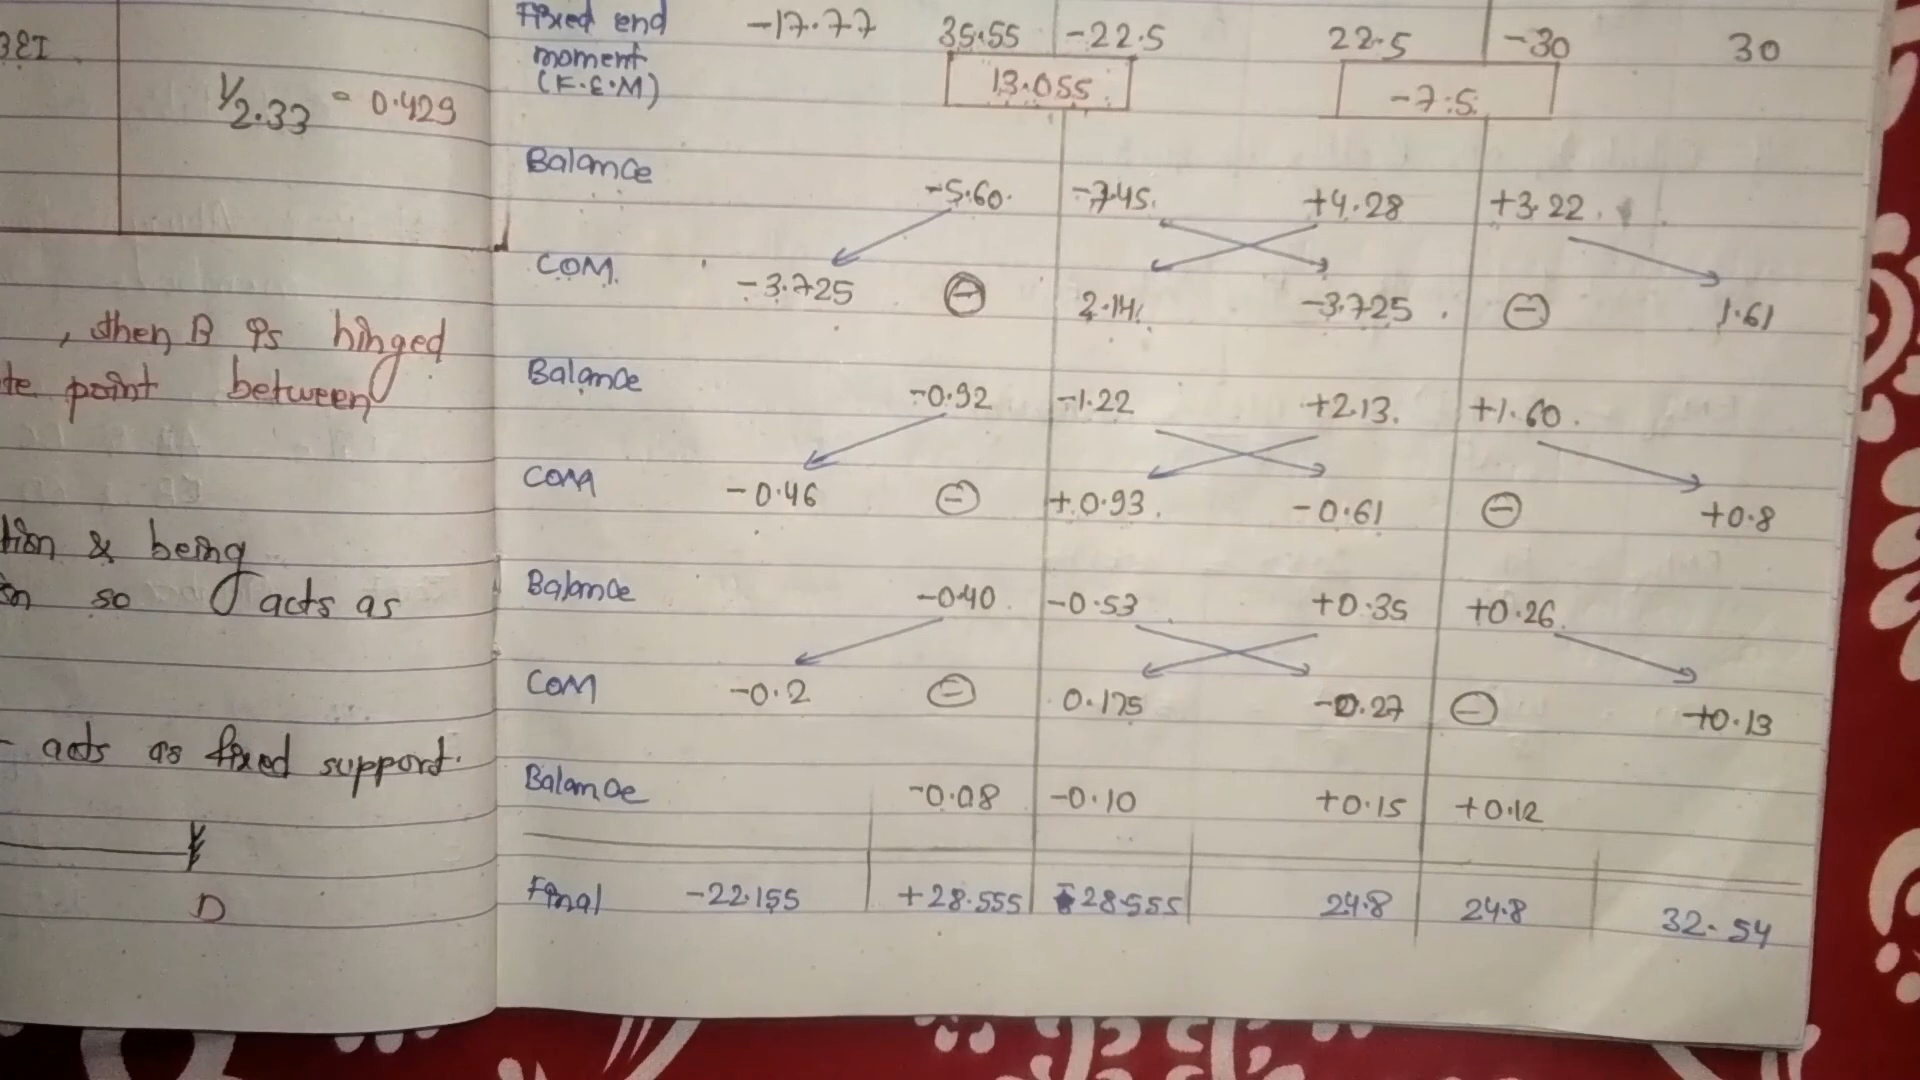 I3EI
1/2.33 = 0.429
, then B is hinged
te point between
tion & being
so acts as
acts as fixed support.
D
Fixed end -17.77 35.55 -22.5 22.5 -30 30
moment
(F.E.M) 13.055 -7.5
Balance -5.60 -7.45 +4.28 +3.22
COM. -3.725 - 2.14 -3.725 - 1.61
Balance -0.92 -1.22 +2.13 +1.60
COM -0.46 - +0.93 -0.61 - +0.8
Balance -0.40 -0.53 +0.35 +0.26
COM -0.2 - 0.175 -0.27 - +0.13
Balance -0.08 -0.10 +0.15 +0.12
Final -22.155 +28.555 -28.555 24.8 24.8 32.54